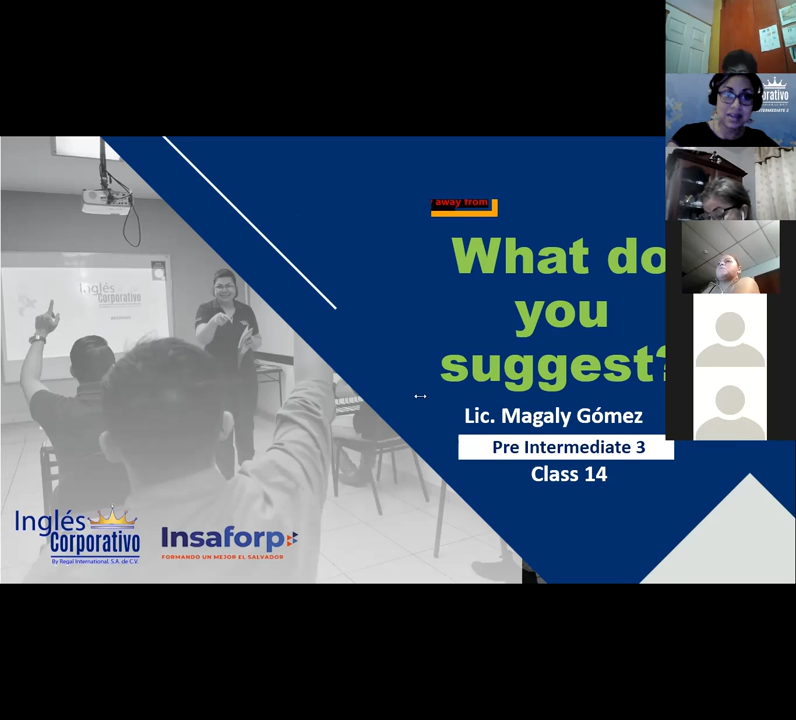 away from
What do
you
suggest?
Lic. Magaly Gómez
Pre Intermediate 3
Class 14
Inglés
Corporativo
By Regal International, S.A. de C.V.
Insaforp
FORMANDO UN MEJOR EL SALVADOR
Inglés
Corporativo